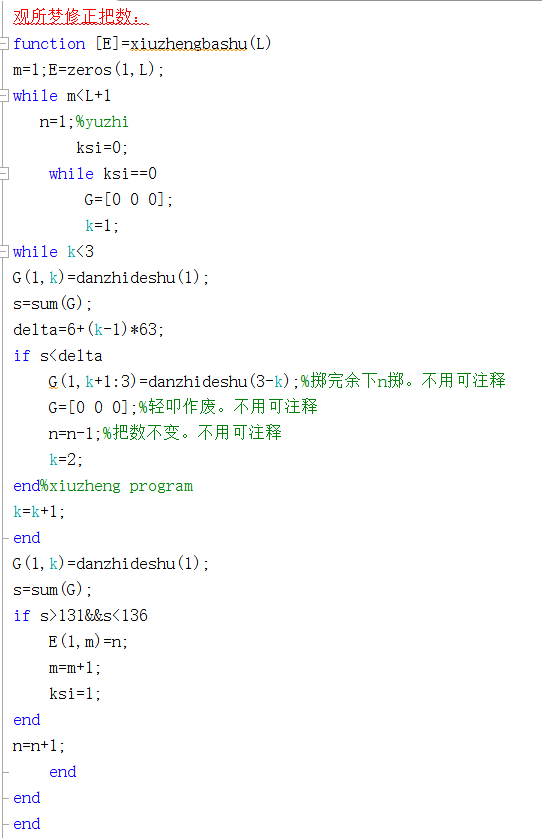 观所梦修正把数：
function [E]=xiuzhengbashu(L)
m=1;E=zeros(1,L);
while m<L+1
n=1;%yuzhi
ksi=0;
while ksi==0
G=[0 0 0];
k=1;
while k<3
G(1,k)=danzhideshu(1);
s=sum(G);
delta=6+(k-1)*63;
if s<delta
G(1,k+1:3)=danzhideshu(3-k);%掷完余下n掷。不用可注释
G=[0 0 0];%轻叩作废。不用可注释
n=n-1;%把数不变。不用可注释
k=2;
end%xiuzheng program
k=k+1;
end
G(1,k)=danzhideshu(1);
s=sum(G);
if s>131&&s<136
E(1,m)=n;
m=m+1;
ksi=1;
end
n=n+1;
end
end
end